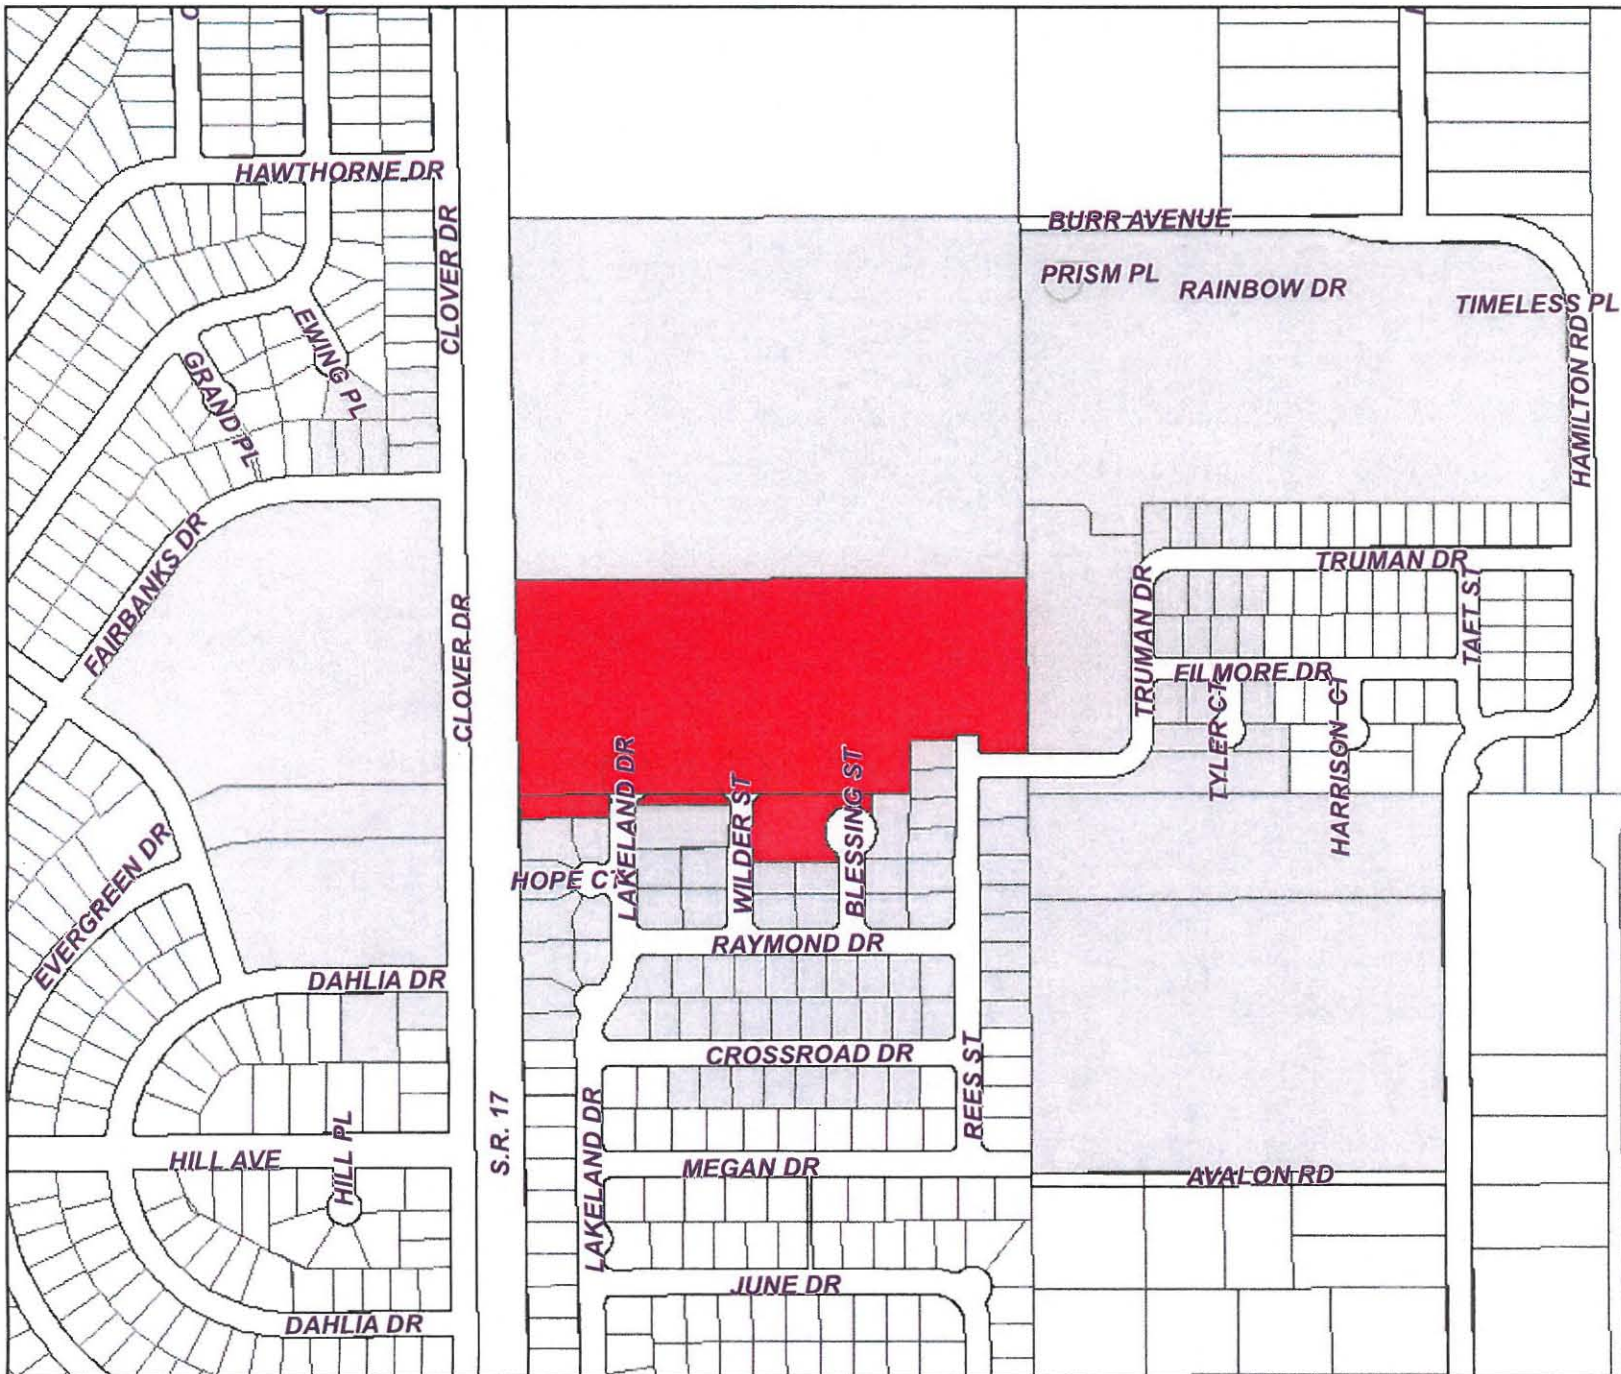 HAWTHORNE DR
CLOVER DR
BURR AVENUE
PRISM PL
RAINBOW DR
TIMELESS PL
EWING PL
GRAND PL
HAMILTON RD
FAIRBANKS DR
CLOVER DR
TRUMAN DR
TRUMAN DR
TAFT ST
FILMORE DR
TYLER CT
HARRISON CT
LAKELAND DR
WILDER ST
BLESSING ST
HOPE CT
EVERGREEN DR
RAYMOND DR
DAHLIA DR
CROSSROAD DR
REES ST
S.R. 17
LAKELAND DR
HILL PL
HILL AVE
MEGAN DR
AVALON RD
JUNE DR
DAHLIA DR